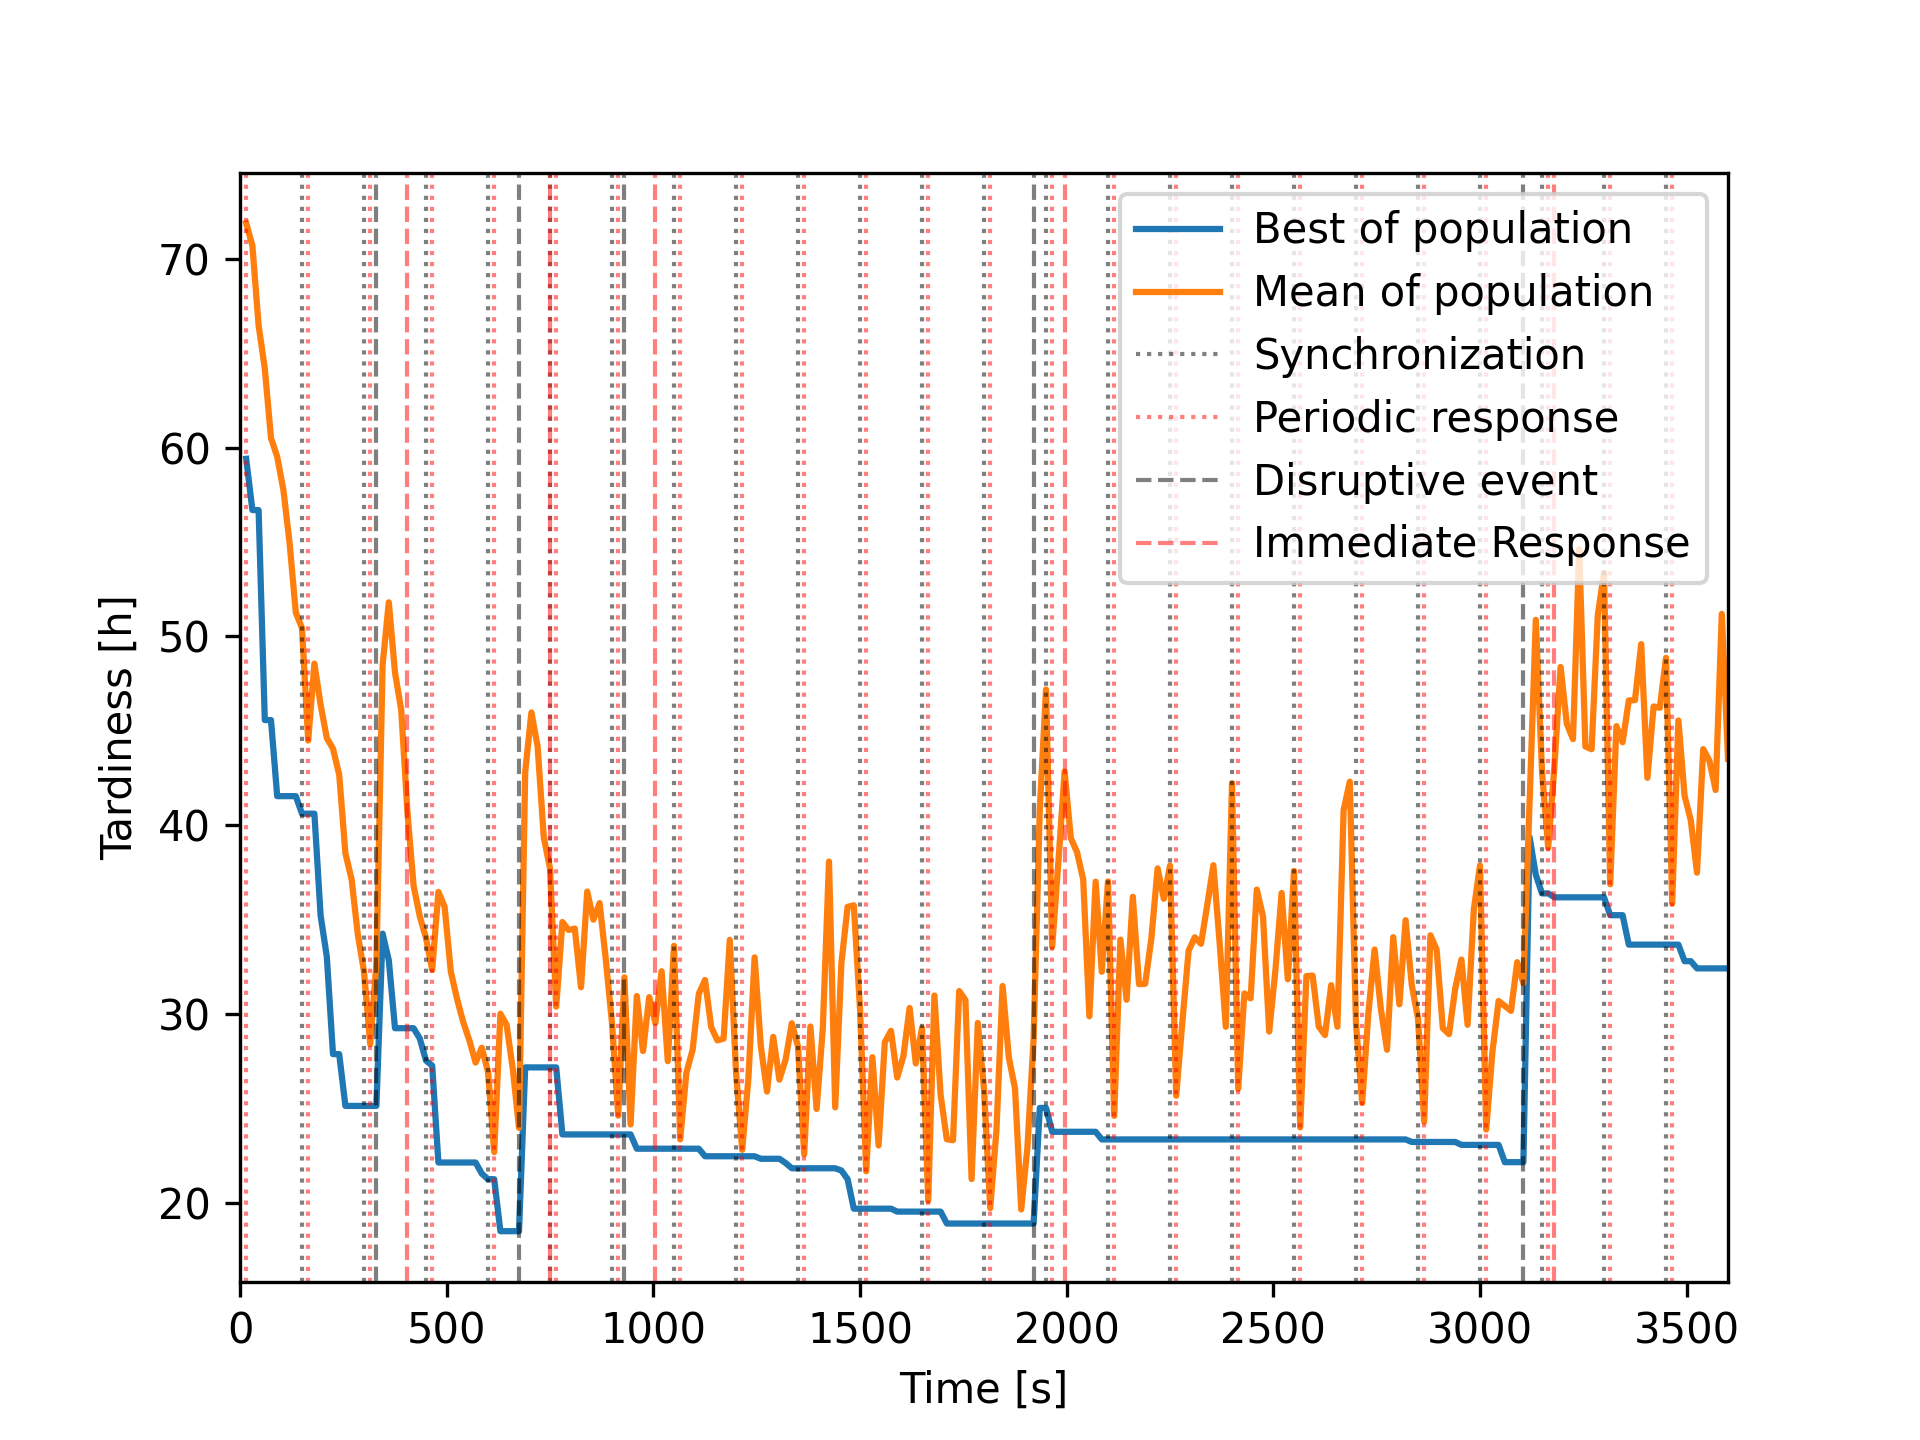 Best of population
Mean of population
Synchronization
Periodic response
Disruptive event
Immediate Response
70
60
50
40
30
20
Tardiness [h]
0 500 1000 1500 2000 2500 3000 3500
Time [s]